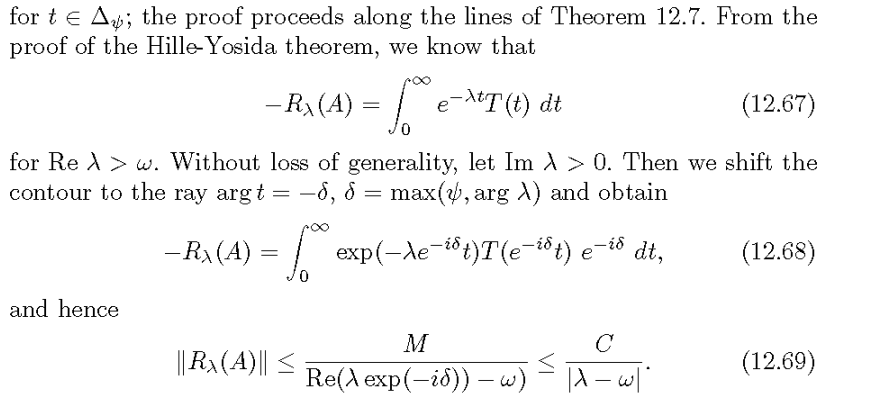 for t ∈ Δ_ψ; the proof proceeds along the lines of Theorem 12.7. From the
proof of the Hille-Yosida theorem, we know that
−R_λ(A) = ∫_0^∞ e^{−λt}T(t) dt (12.67)
for Re λ > ω. Without loss of generality, let Im λ > 0. Then we shift the
contour to the ray arg t = −δ, δ = max(ψ, arg λ) and obtain
−R_λ(A) = ∫_0^∞ exp(−λe^{−iδ}t)T(e^{−iδ}t) e^{−iδ} dt, (12.68)
and hence
‖R_λ(A)‖ ≤ M / Re(λ exp(−iδ)) − ω) ≤ C / |λ − ω|. (12.69)